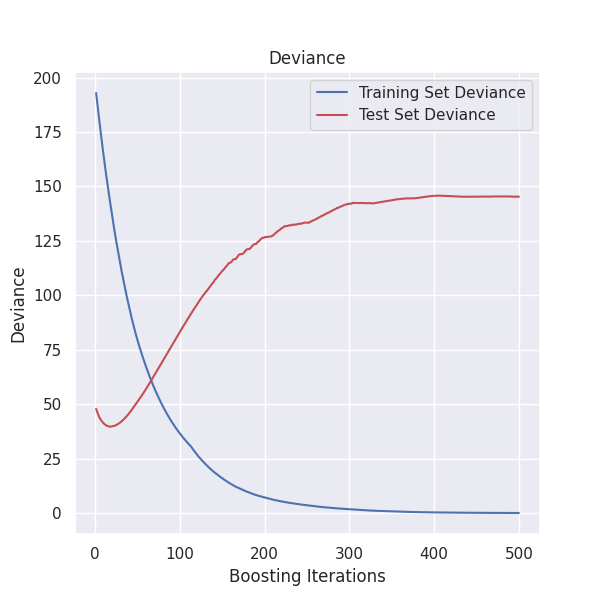 Deviance
Training Set Deviance
Test Set Deviance
200
175
150
125
100
75
50
25
0
Deviance
0 100 200 300 400 500
Boosting Iterations